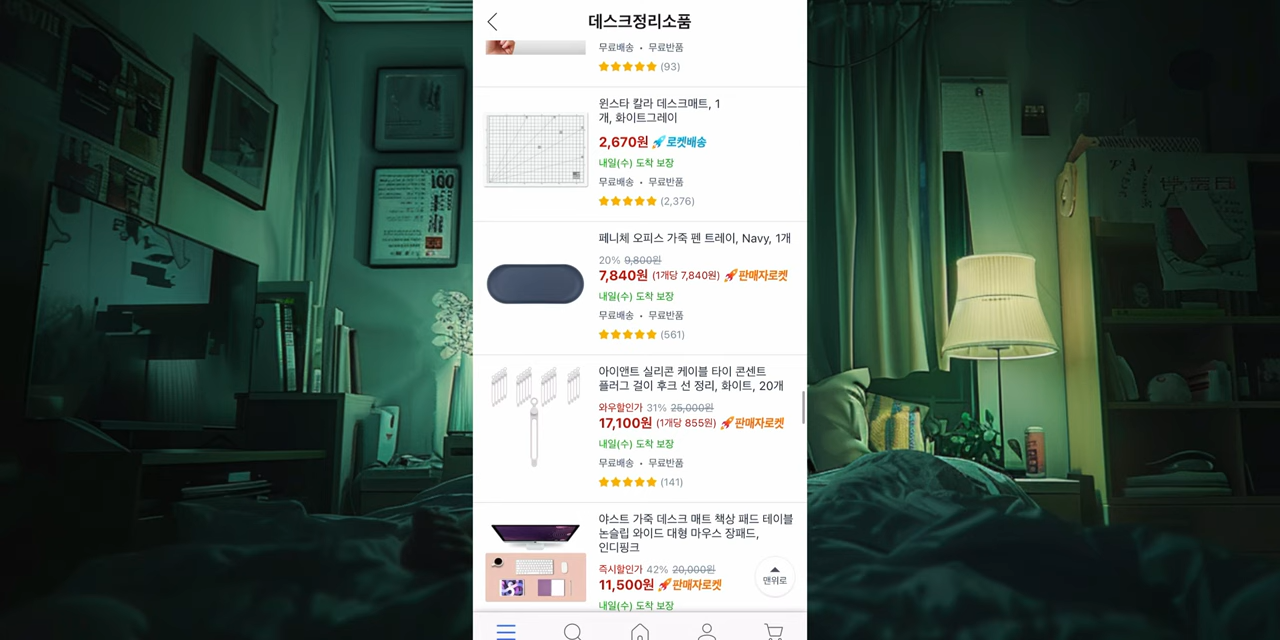 데스크정리소품
무료배송 • 무료반품
(93)
윈스타 칼라 데스크매트, 1
개, 화이트그레이
2,670원 로켓배송
내일(수) 도착 보장
무료배송 • 무료반품
(2,376)
페니체 오피스 가죽 펜 트레이, Navy, 1개
20% 9,800원
7,840원 (1개당 7,840원) 판매자로켓
내일(수) 도착 보장
무료배송 • 무료반품
(561)
아이앤트 실리콘 케이블 타이 콘센트
플러그 걸이 후크 선 정리, 화이트, 20개
와우할인가 31% 25,000원
17,100원 (1개당 855원) 판매자로켓
내일(수) 도착 보장
무료배송 • 무료반품
(141)
야스트 가죽 데스크 매트 책상 패드 테이블
논슬립 와이드 대형 마우스 장패드,
인디핑크
즉시할인가 42% 20,000원
11,500원 판매자로켓
내일(수) 도착 보장
맨위로
100